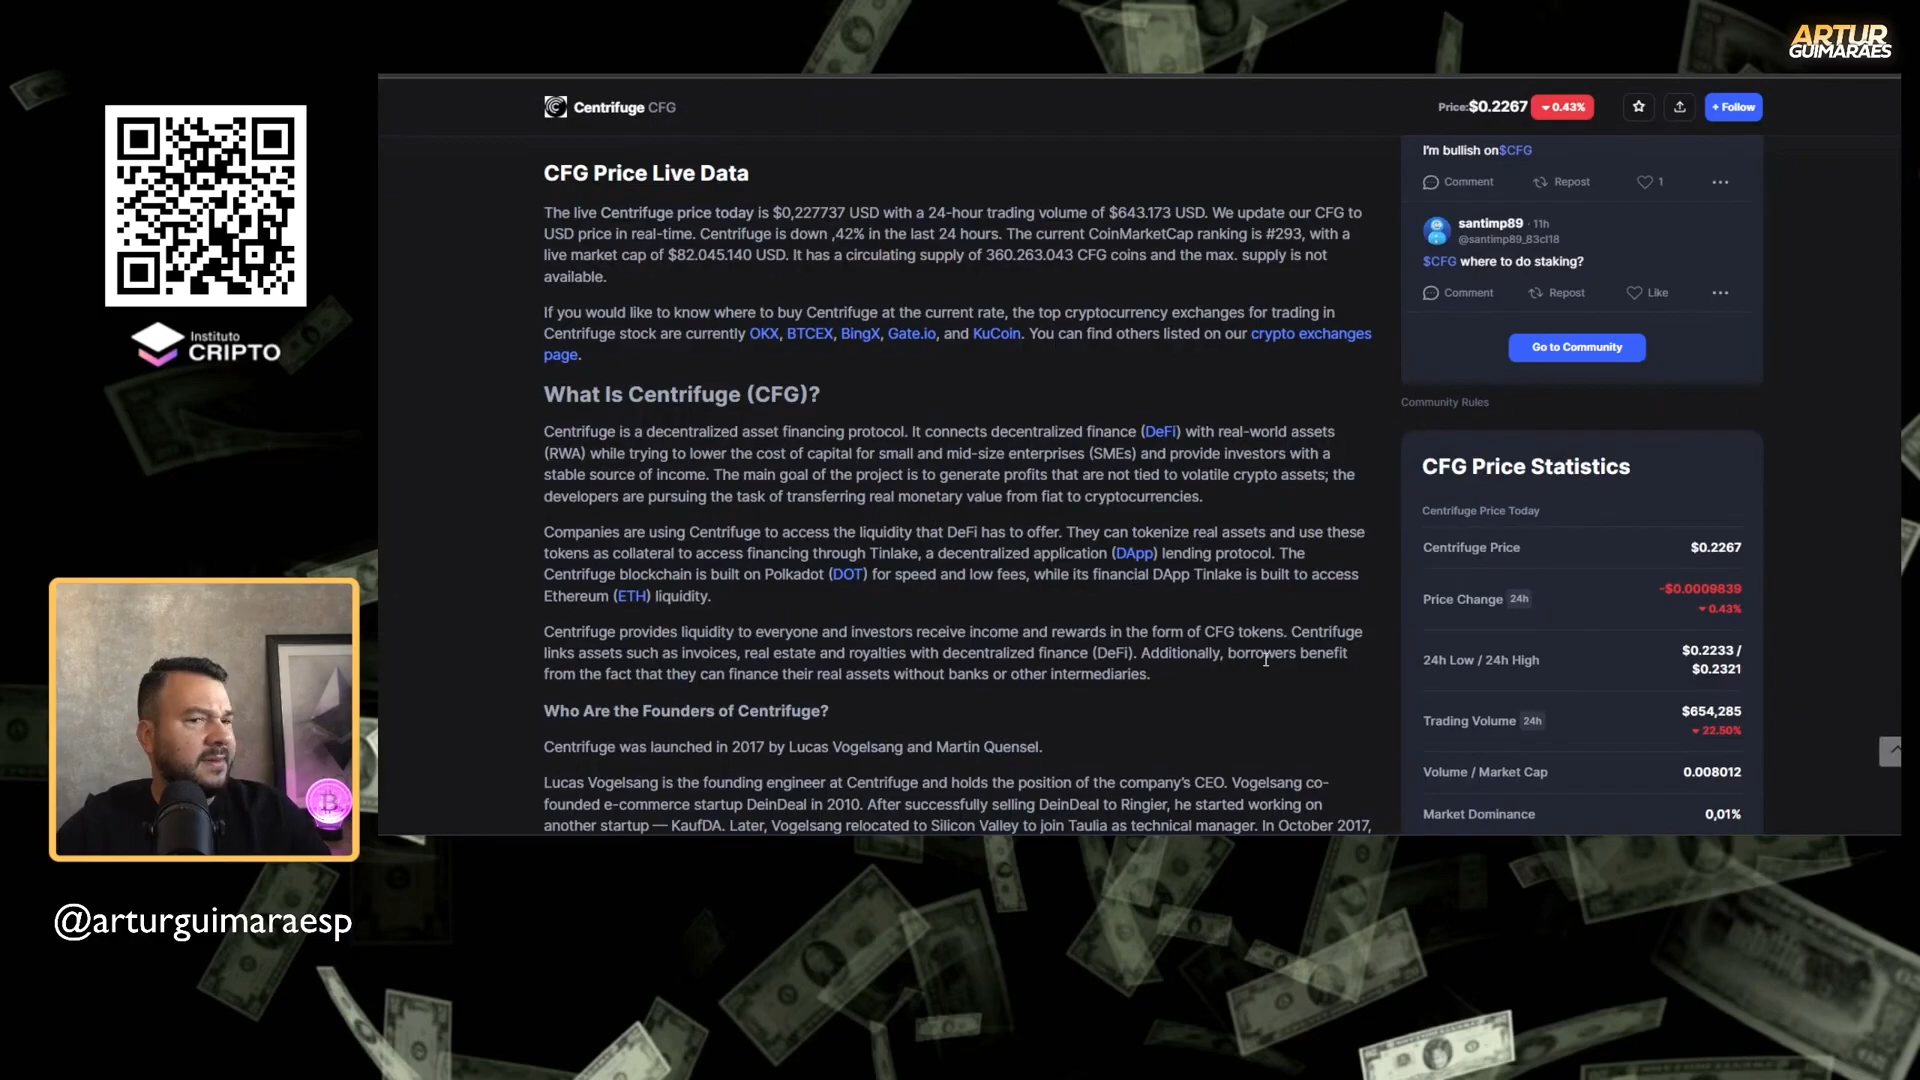 ARTUR
GUIMARAES
Instituto
CRIPTO
@arturguimaraesp
Centrifuge CFG
Price:$0.2267 0.43%
+ Follow
CFG Price Live Data
The live Centrifuge price today is $0,227737 USD with a 24-hour trading volume of $643.173 USD. We update our CFG to
USD price in real-time. Centrifuge is down ,42% in the last 24 hours. The current CoinMarketCap ranking is #293, with a
live market cap of $82.045.140 USD. It has a circulating supply of 360.263.043 CFG coins and the max. supply is not
available.
If you would like to know where to buy Centrifuge at the current rate, the top cryptocurrency exchanges for trading in
Centrifuge stock are currently OKX, BTCEX, BingX, Gate.io, and KuCoin. You can find others listed on our crypto exchanges
page.
What Is Centrifuge (CFG)?
Centrifuge is a decentralized asset financing protocol. It connects decentralized finance (DeFi) with real-world assets
(RWA) while trying to lower the cost of capital for small and mid-size enterprises (SMEs) and provide investors with a
stable source of income. The main goal of the project is to generate profits that are not tied to volatile crypto assets; the
developers are pursuing the task of transferring real monetary value from fiat to cryptocurrencies.
Companies are using Centrifuge to access the liquidity that DeFi has to offer. They can tokenize real assets and use these
tokens as collateral to access financing through Tinlake, a decentralized application (DApp) lending protocol. The
Centrifuge blockchain is built on Polkadot (DOT) for speed and low fees, while its financial DApp Tinlake is built to access
Ethereum (ETH) liquidity.
Centrifuge provides liquidity to everyone and investors receive income and rewards in the form of CFG tokens. Centrifuge
links assets such as invoices, real estate and royalties with decentralized finance (DeFi). Additionally, borrowers benefit
from the fact that they can finance their real assets without banks or other intermediaries.
Who Are the Founders of Centrifuge?
Centrifuge was launched in 2017 by Lucas Vogelsang and Martin Quensel.
Lucas Vogelsang is the founding engineer at Centrifuge and holds the position of the company's CEO. Vogelsang co-
founded e-commerce startup DeinDeal in 2010. After successfully selling DeinDeal to Ringier, he started working on
another startup — KaufDA. Later, Vogelsang relocated to Silicon Valley to join Taulia as technical manager. In October 2017,
I'm bullish on$CFG
Comment Repost 1
santimp89 · 11h
@santimp89_83cl18
$CFG where to do staking?
Comment Repost Like
Go to Community
Community Rules
CFG Price Statistics
Centrifuge Price Today
Centrifuge Price $0.2267
Price Change 24h -$0.0009839
0.43%
24h Low / 24h High $0.2233 /
$0.2321
Trading Volume 24h $654,285
22.50%
Volume / Market Cap 0.008012
Market Dominance 0,01%